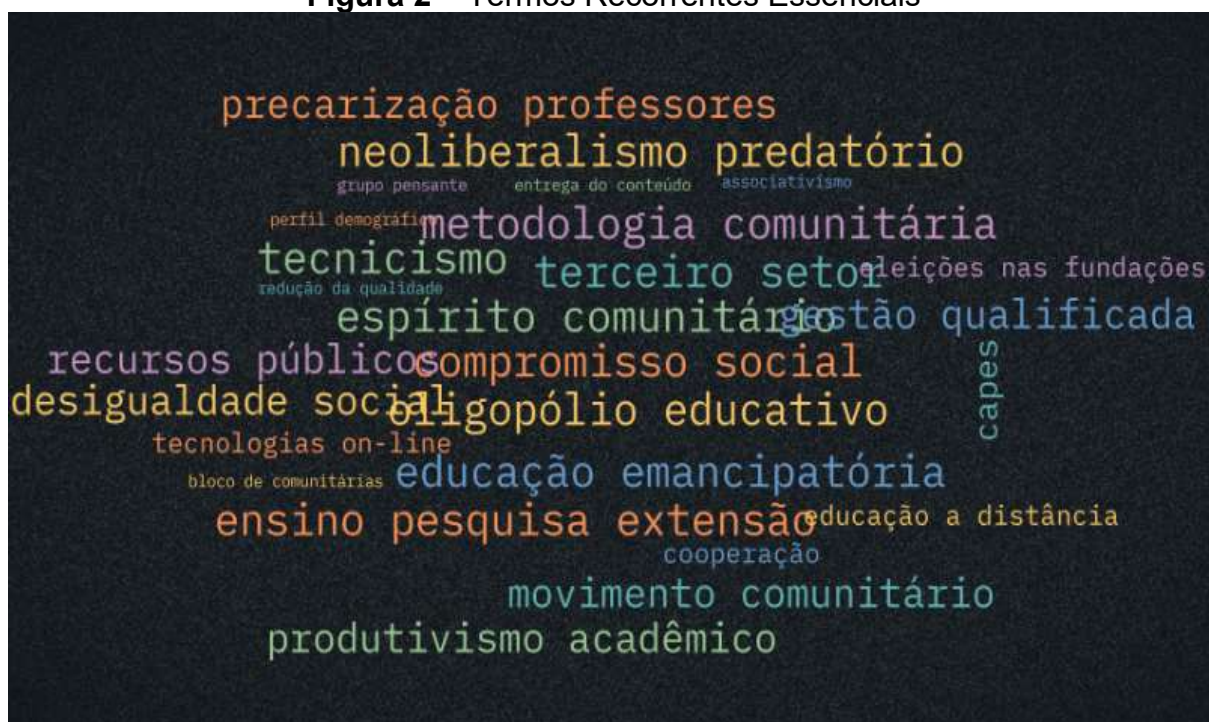 Figura 2 – Termos Recorrentes Essenciais
precarização professores
neoliberalismo predatório
grupo pensante entrega do conteúdo associativismo
perfil demográfico
metodologia comunitária
tecnicismo
terceiro setor
eleições nas fundações
redução da qualidade
espírito comunitário
gestão qualificada
recursos públicos
compromisso social
capes
desigualdade social
oligopólio educativo
tecnologias on-line
bloco de comunitárias
educação emancipatória
ensino pesquisa extensão
educação a distância
cooperação
movimento comunitário
produtivismo acadêmico